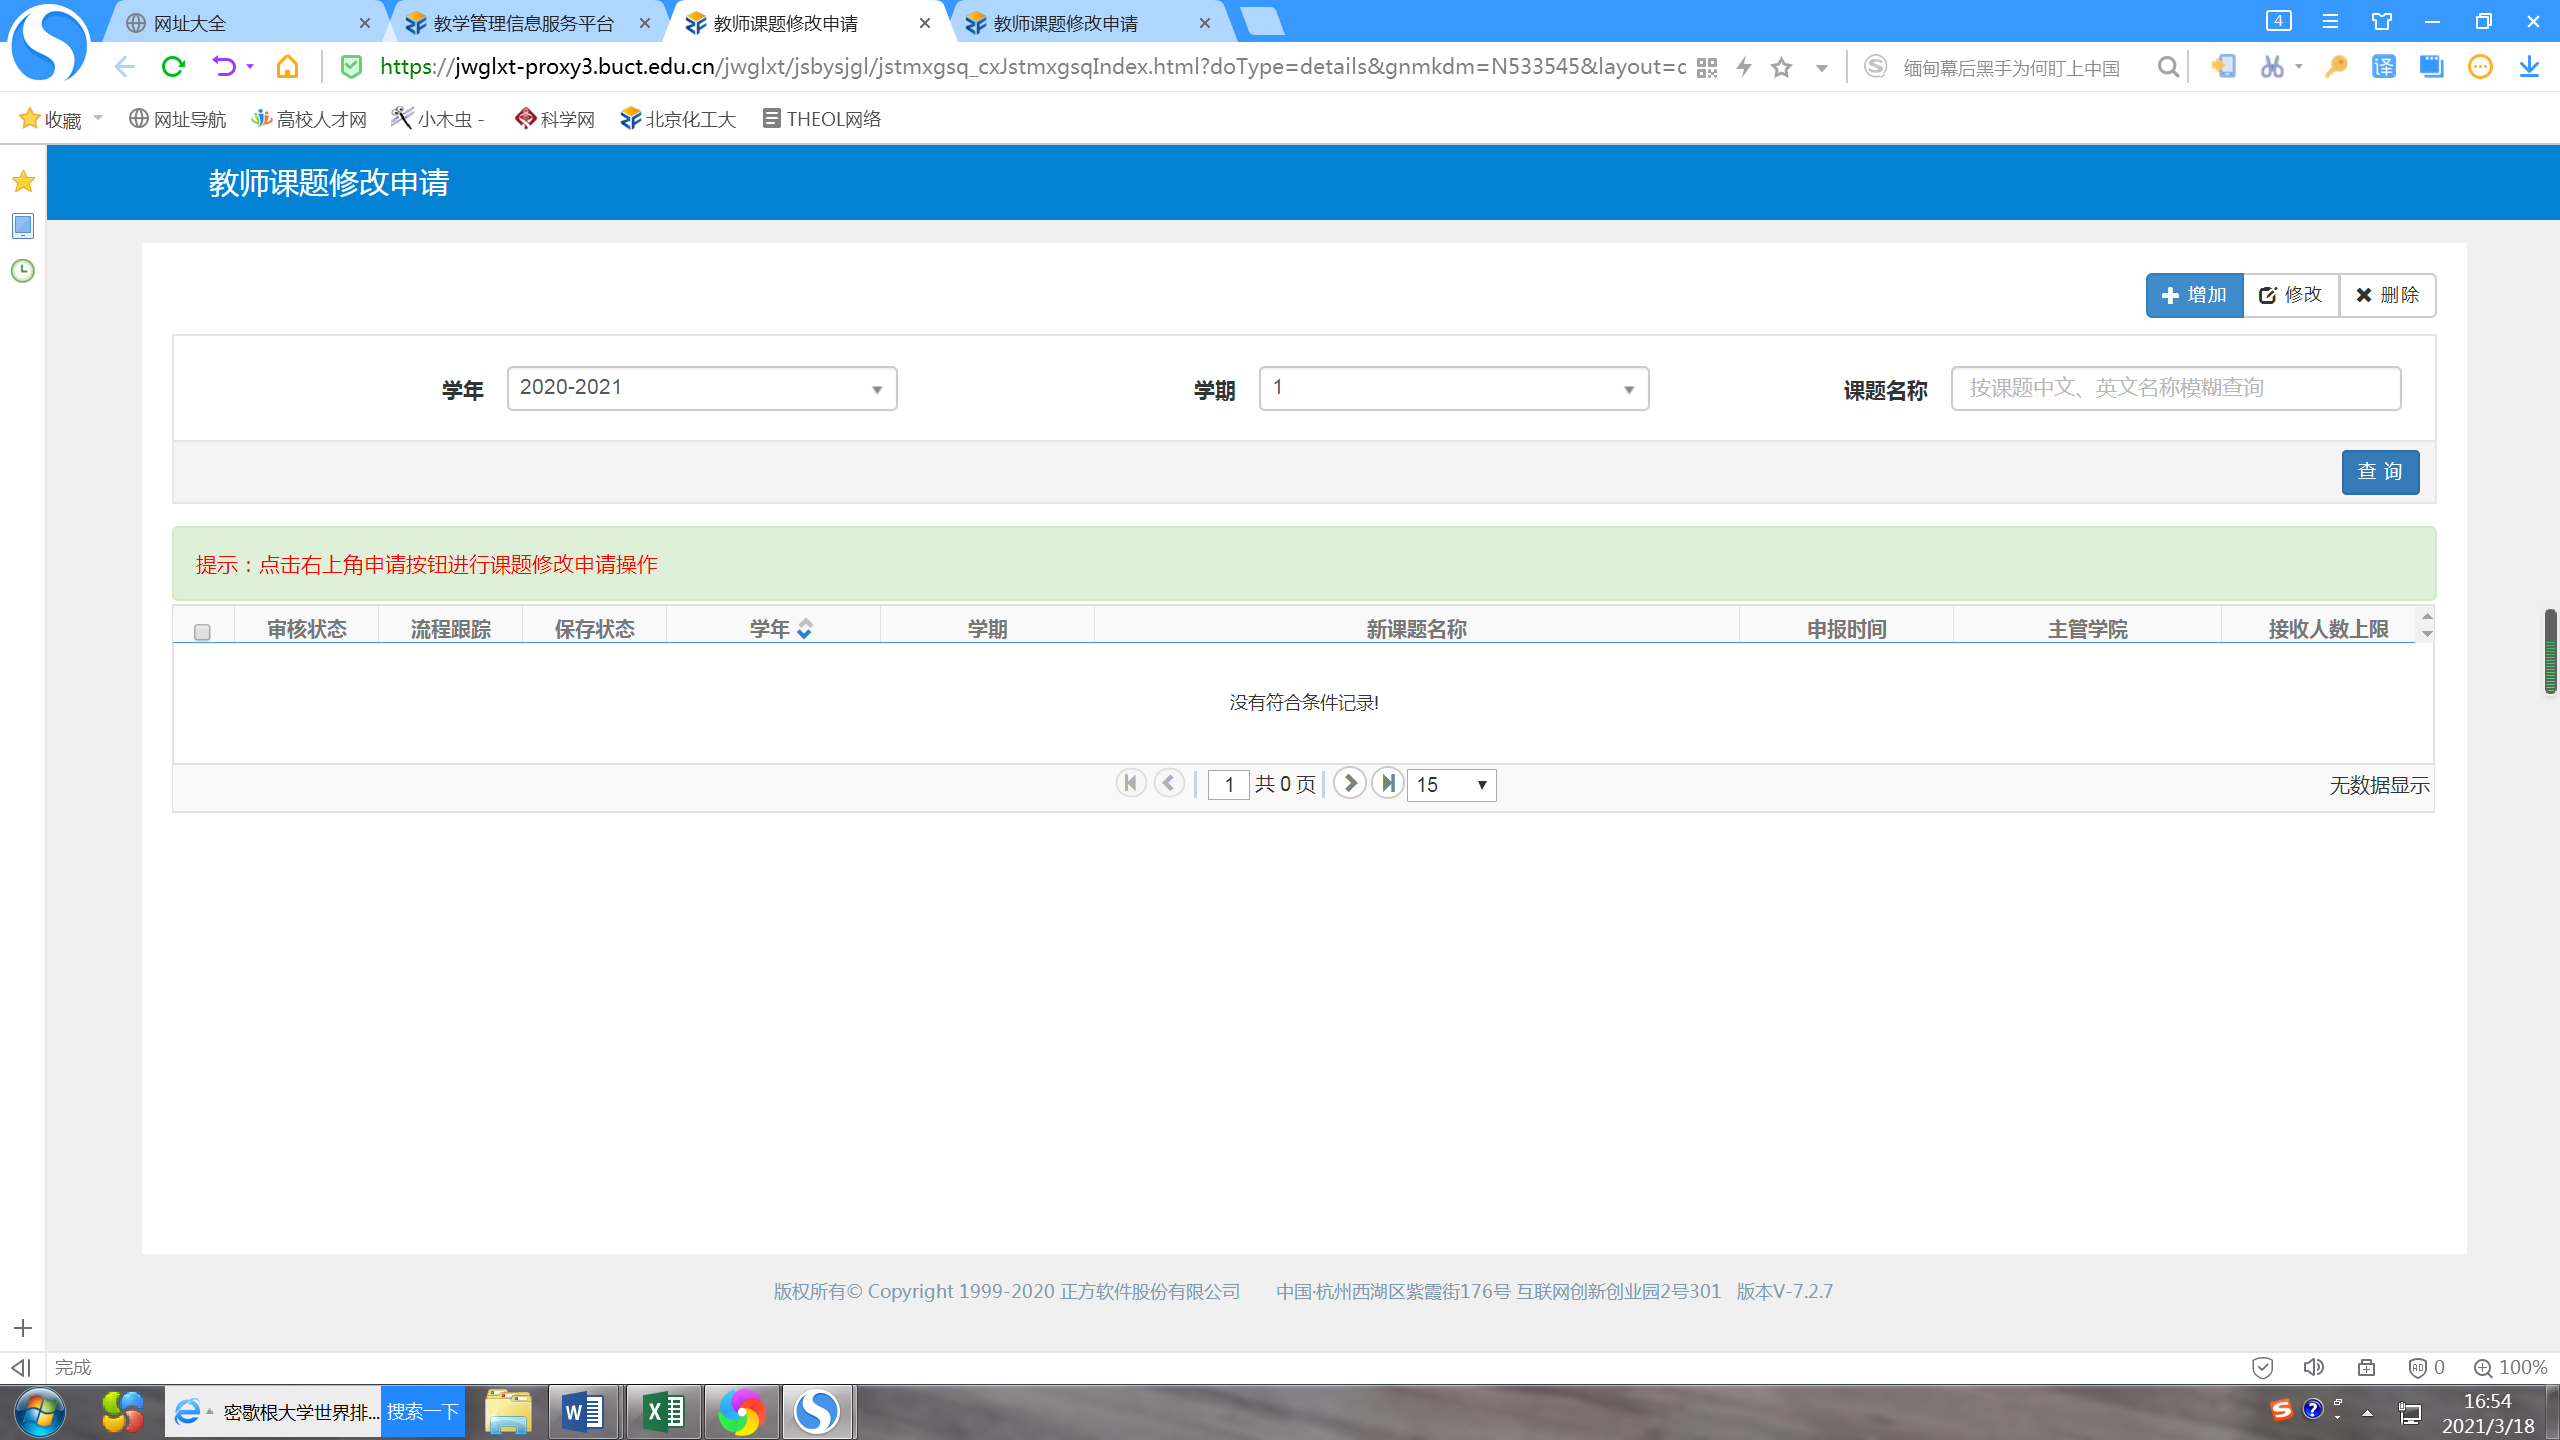 网址大全
教学管理信息服务平台
教师课题修改申请
教师课题修改申请
4
https://jwglxt-proxy3.buct.edu.cn/jwglxt/jsbysjgl/jstmxgsq_cxJstmxgsqIndex.html?doType=details&gnmkdm=N533545&layout=c
缅甸幕后黑手为何盯上中国
译
收藏
网址导航
高校人才网
小木虫 -
科学网
北京化工大
THEOL网络
教师课题修改申请
增加
修改
删除
学年
2020-2021
学期
1
课题名称
按课题中文、英文名称模糊查询
查 询
提示：点击右上角申请按钮进行课题修改申请操作
审核状态
流程跟踪
保存状态
学年
学期
新课题名称
申报时间
主管学院
接收人数上限
没有符合条件记录!
1 共 0 页
15
无数据显示
版权所有© Copyright 1999-2020 正方软件股份有限公司 中国·杭州西湖区紫霞街176号 互联网创新创业园2号301 版本V-7.2.7
完成
0
100%
密歇根大学世界排...
搜索一下
16:54
2021/3/18